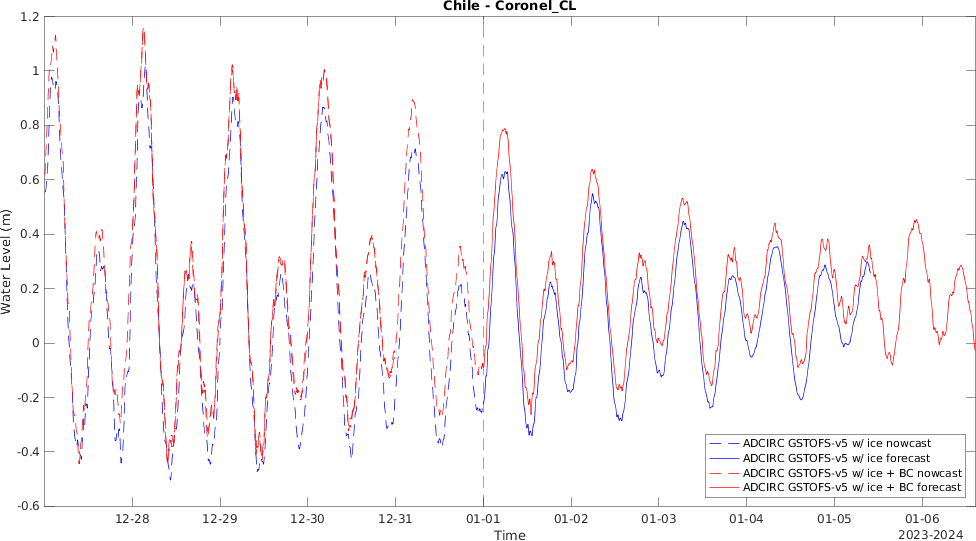 Chile - Coronel_CL
Water Level (m)
1.2
1
0.8
0.6
0.4
0.2
0
-0.2
-0.4
-0.6
ADCIRC GSTOFS-v5 w/ ice nowcast
ADCIRC GSTOFS-v5 w/ ice forecast
ADCIRC GSTOFS-v5 w/ ice + BC nowcast
ADCIRC GSTOFS-v5 w/ ice + BC forecast
12-28 12-29 12-30 12-31 01-01 01-02 01-03 01-04 01-05 01-06
Time
2023-2024